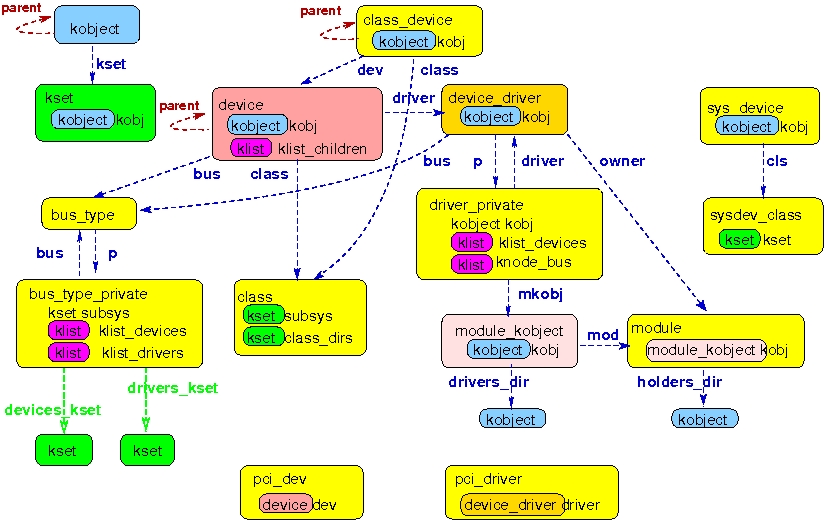 parent
kobject
kset
kset
kobject kobj
parent
class_device
kobject kobj
dev
class
parent
device
kobject kobj
klist klist_children
driver
device_driver
kobject kobj
sys_device
kobject kobj
cls
sysdev_class
kset kset
bus
class
bus
p
driver
owner
bus_type
bus
p
bus_type_private
kset subsys
klist klist_devices
klist klist_drivers
devices_kset
drivers_kset
kset
kset
class
kset subsys
kset class_dirs
driver_private
kobject kobj
klist klist_devices
klist knode_bus
mkobj
module_kobject
kobject kobj
mod
module
module_kobject kobj
drivers_dir
holders_dir
kobject
kobject
pci_dev
device dev
pci_driver
device_driver driver